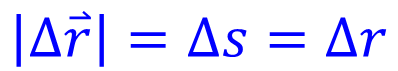 |Δr⃗| = Δs = Δr